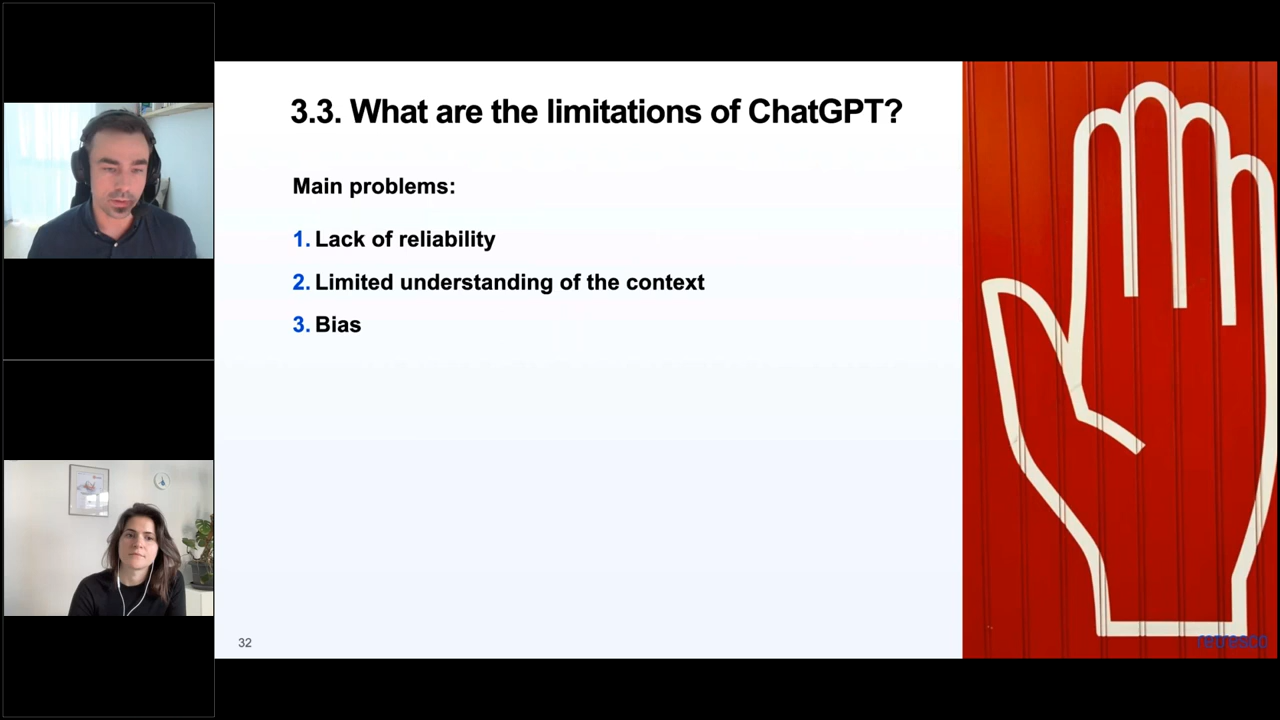 3.3. What are the limitations of ChatGPT?
Main problems:
1. Lack of reliability
2. Limited understanding of the context
3. Bias
32
retresco